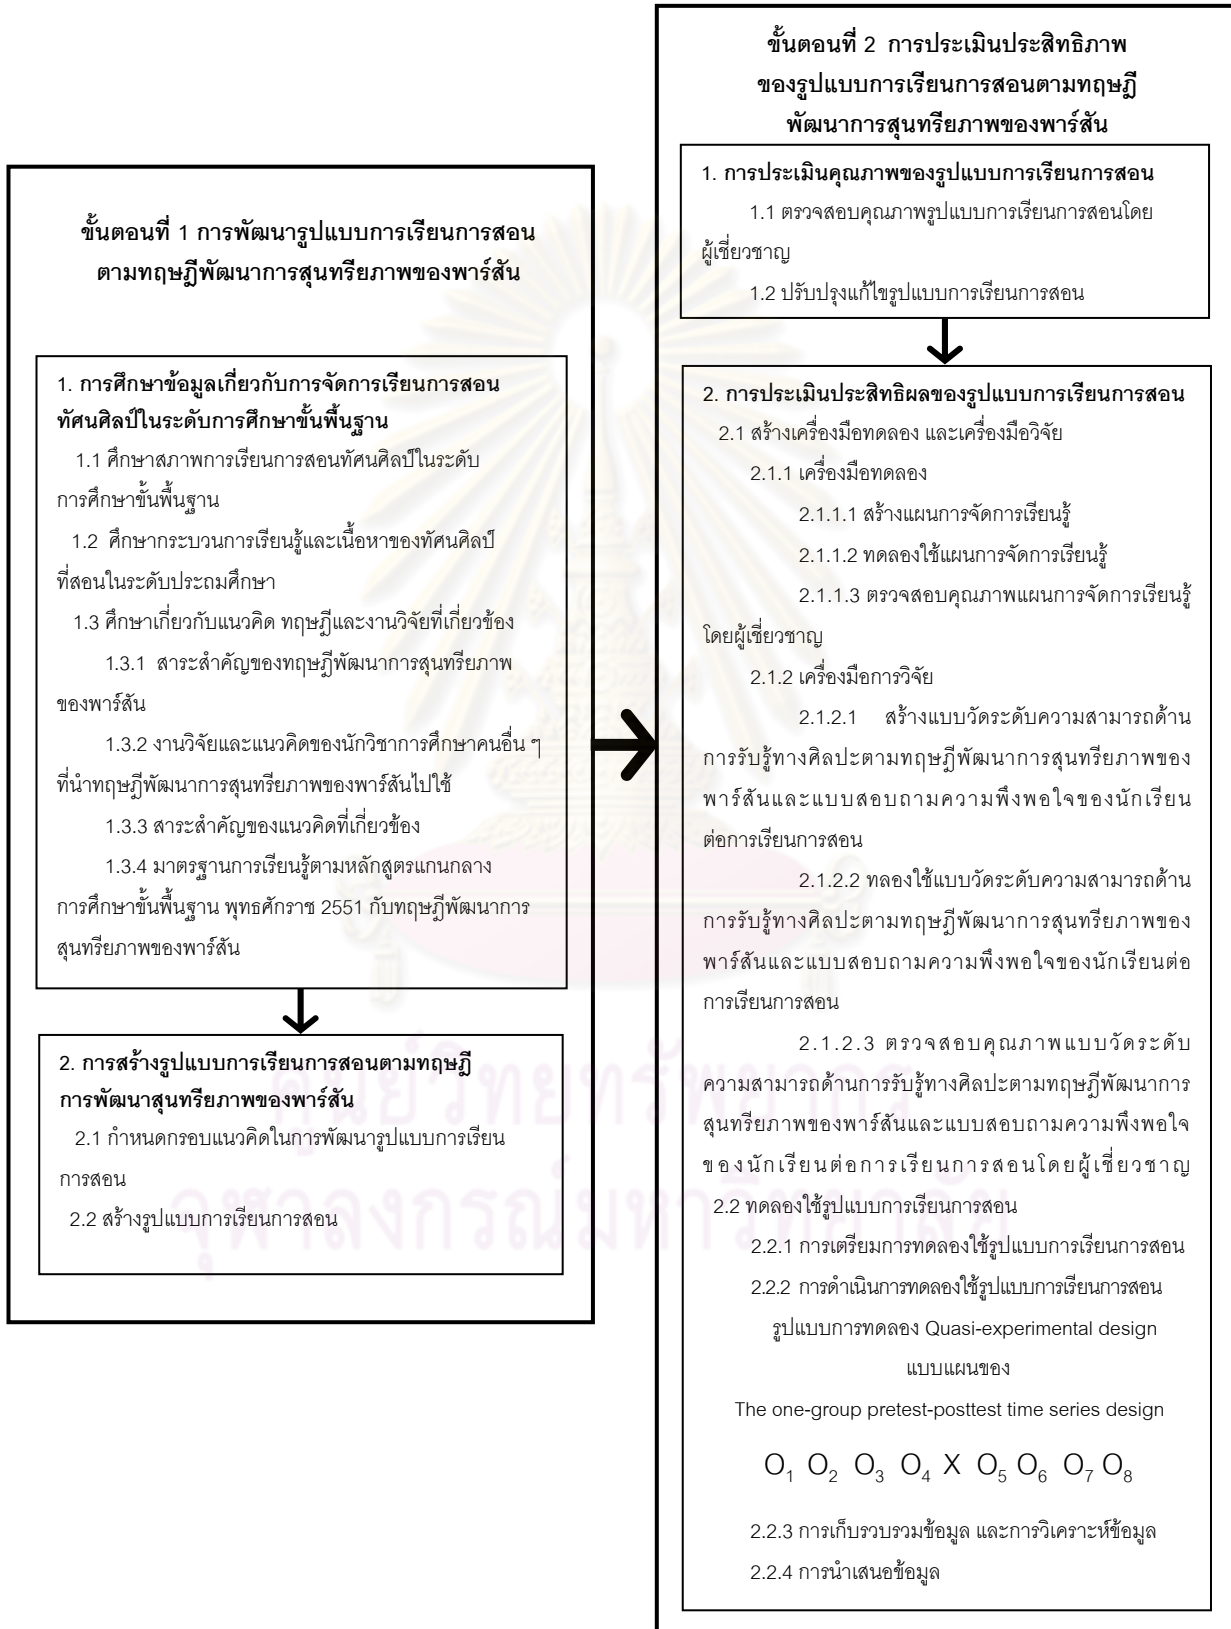 ขั้นตอนที่ 1 การพัฒนารูปแบบการเรียนการสอน
ตามทฤษฎีพัฒนาการสุนทรียภาพของพาร์สัน
1. การศึกษาข้อมูลเกี่ยวกับการจัดการเรียนการสอน
ทัศนศิลป์ในระดับการศึกษาขั้นพื้นฐาน
1.1 ศึกษาสภาพการเรียนการสอนทัศนศิลป์ในระดับ
การศึกษาขั้นพื้นฐาน
1.2 ศึกษากระบวนการเรียนรู้และเนื้อหาของทัศนศิลป์
ที่สอนในระดับประถมศึกษา
1.3 ศึกษาเกี่ยวกับแนวคิด ทฤษฎีและงานวิจัยที่เกี่ยวข้อง
1.3.1 สาระสำคัญของทฤษฎีพัฒนาการสุนทรียภาพ
ของพาร์สัน
1.3.2 งานวิจัยและแนวคิดของนักวิชาการศึกษาคนอื่น ๆ
ที่นำทฤษฎีพัฒนาการสุนทรียภาพของพาร์สันไปใช้
1.3.3 สาระสำคัญของแนวคิดที่เกี่ยวข้อง
1.3.4 มาตรฐานการเรียนรู้ตามหลักสูตรแกนกลาง
การศึกษาขั้นพื้นฐาน พุทธศักราช 2551 กับทฤษฎีพัฒนาการ
สุนทรียภาพของพาร์สัน
2. การสร้างรูปแบบการเรียนการสอนตามทฤษฎี
การพัฒนาสุนทรียภาพของพาร์สัน
2.1 กำหนดกรอบแนวคิดในการพัฒนารูปแบบการเรียน
การสอน
2.2 สร้างรูปแบบการเรียนการสอน
ขั้นตอนที่ 2 การประเมินประสิทธิภาพ
ของรูปแบบการเรียนการสอนตามทฤษฎี
พัฒนาการสุนทรียภาพของพาร์สัน
1. การประเมินคุณภาพของรูปแบบการเรียนการสอน
1.1 ตรวจสอบคุณภาพรูปแบบการเรียนการสอนโดย
ผู้เชี่ยวชาญ
1.2 ปรับปรุงแก้ไขรูปแบบการเรียนการสอน
2. การประเมินประสิทธิผลของรูปแบบการเรียนการสอน
2.1 สร้างเครื่องมือทดลอง และเครื่องมือวิจัย
2.1.1 เครื่องมือทดลอง
2.1.1.1 สร้างแผนการจัดการเรียนรู้
2.1.1.2 ทดลองใช้แผนการจัดการเรียนรู้
2.1.1.3 ตรวจสอบคุณภาพแผนการจัดการเรียนรู้
โดยผู้เชี่ยวชาญ
2.1.2 เครื่องมือการวิจัย
2.1.2.1 สร้างแบบวัดระดับความสามารถด้าน
การรับรู้ทางศิลปะตามทฤษฎีพัฒนาการสุนทรียภาพของ
พาร์สันและแบบสอบถามความพึงพอใจของนักเรียน
ต่อการเรียนการสอน
2.1.2.2 ทลองใช้แบบวัดระดับความสามารถด้าน
การรับรู้ทางศิลปะตามทฤษฎีพัฒนาการสุนทรียภาพของ
พาร์สันและแบบสอบถามความพึงพอใจของนักเรียนต่อ
การเรียนการสอน
2.1.2.3 ตรวจสอบคุณภาพแบบวัดระดับ
ความสามารถด้านการรับรู้ทางศิลปะตามทฤษฎีพัฒนาการ
สุนทรียภาพของพาร์สันและแบบสอบถามความพึงพอใจ
ของนักเรียนต่อการเรียนการสอนโดยผู้เชี่ยวชาญ
2.2 ทดลองใช้รูปแบบการเรียนการสอน
2.2.1 การเตรียมการทดลองใช้รูปแบบการเรียนการสอน
2.2.2 การดำเนินการทดลองใช้รูปแบบการเรียนการสอน
รูปแบบการทดลอง Quasi-experimental design
แบบแผนของ
The one-group pretest-posttest time series design
O₁ O₂ O₃ O₄ X O₅ O₆ O₇ O₈
2.2.3 การเก็บรวบรวมข้อมูล และการวิเคราะห์ข้อมูล
2.2.4 การนำเสนอข้อมูล
ศูนย์วิทยทรัพยากร
จุฬาลงกรณ์มหาวิทยาลัย